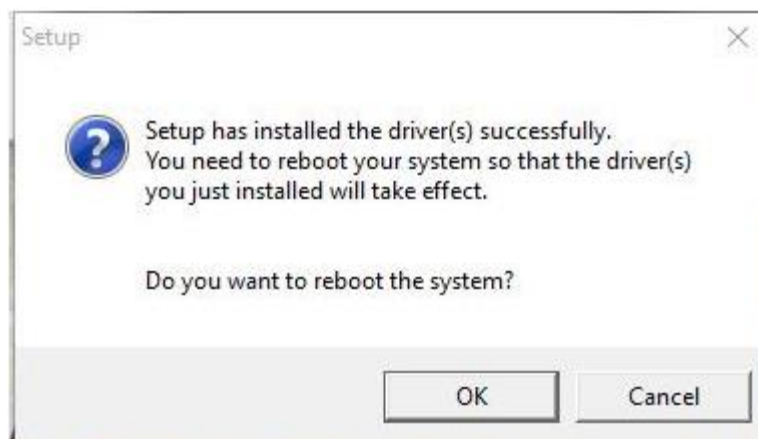 Setup
Setup has installed the driver(s) successfully.
You need to reboot your system so that the driver(s)
you just installed will take effect.
Do you want to reboot the system?
OK
Cancel